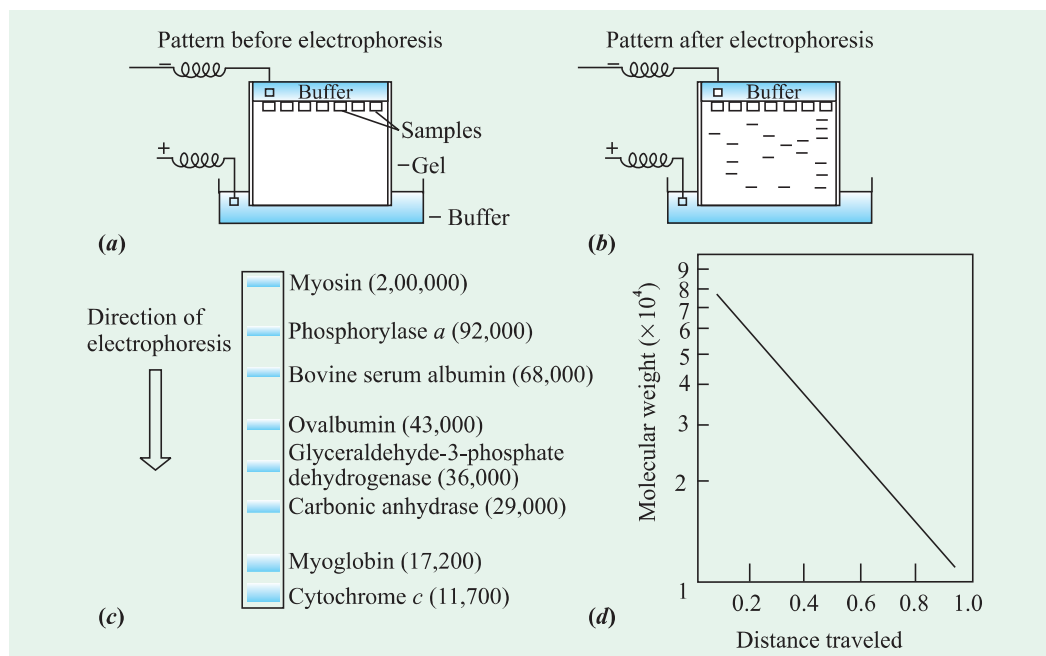 Pattern before electrophoresis
−
Buffer
Samples
+
Gel
Buffer
(a)
Pattern after electrophoresis
−
Buffer
+
(b)
Direction of
electrophoresis
Myosin (2,00,000)
Phosphorylase a (92,000)
Bovine serum albumin (68,000)
Ovalbumin (43,000)
Glyceraldehyde-3-phosphate
dehydrogenase (36,000)
Carbonic anhydrase (29,000)
Myoglobin (17,200)
Cytochrome c (11,700)
(c)
Molecular weight (×10⁴)
9
8
7
6
5
4
3
2
1
0.2 0.4 0.6 0.8 1.0
Distance traveled
(d)